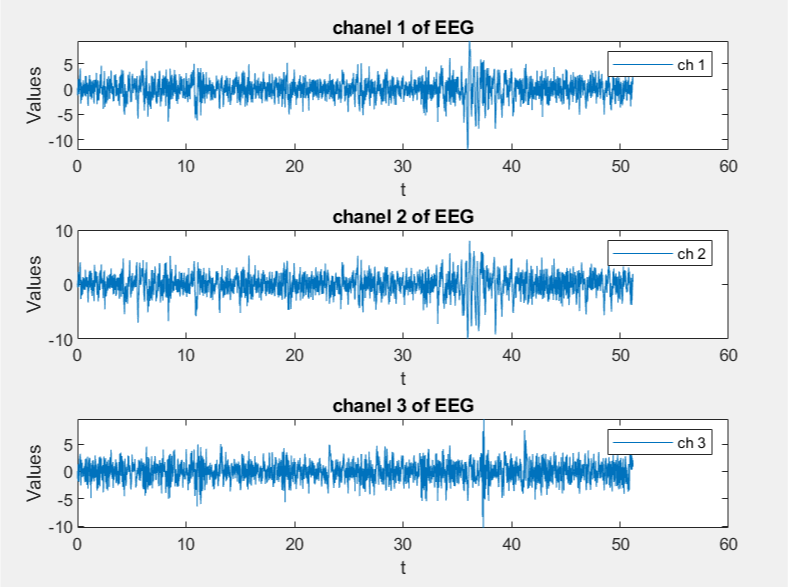 chanel 1 of EEG
Values
5
0
-5
-10
ch 1
0 10 20 30 40 50 60
t
chanel 2 of EEG
Values
10
0
-10
ch 2
0 10 20 30 40 50 60
t
chanel 3 of EEG
Values
5
0
-5
-10
ch 3
0 10 20 30 40 50 60
t